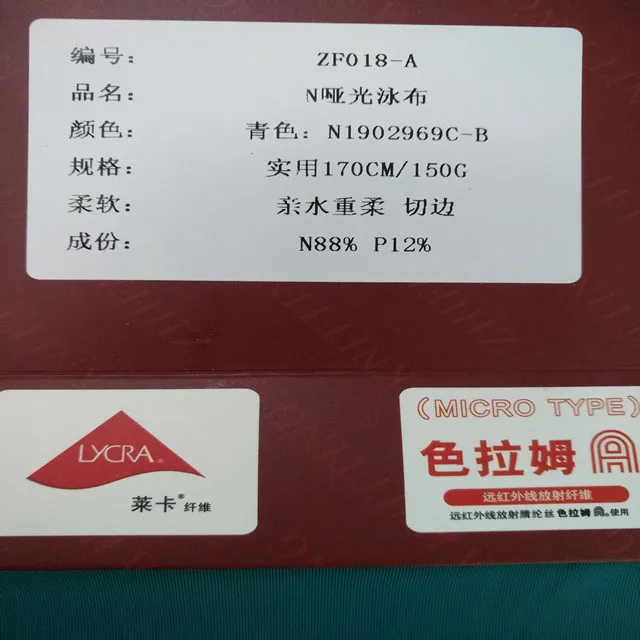 编号: ZF018-A
品名: N哑光泳布
颜色: 青色: N1902969C-B
规格: 实用170CM/150G
柔软: 亲水重柔 切边
成份: N88% P12%
LYCRA®
莱卡®纤维
(MICRO TYPE)
色拉姆
远红外线放射纤维
远红外线放射腈纶丝 色拉姆 ®使用